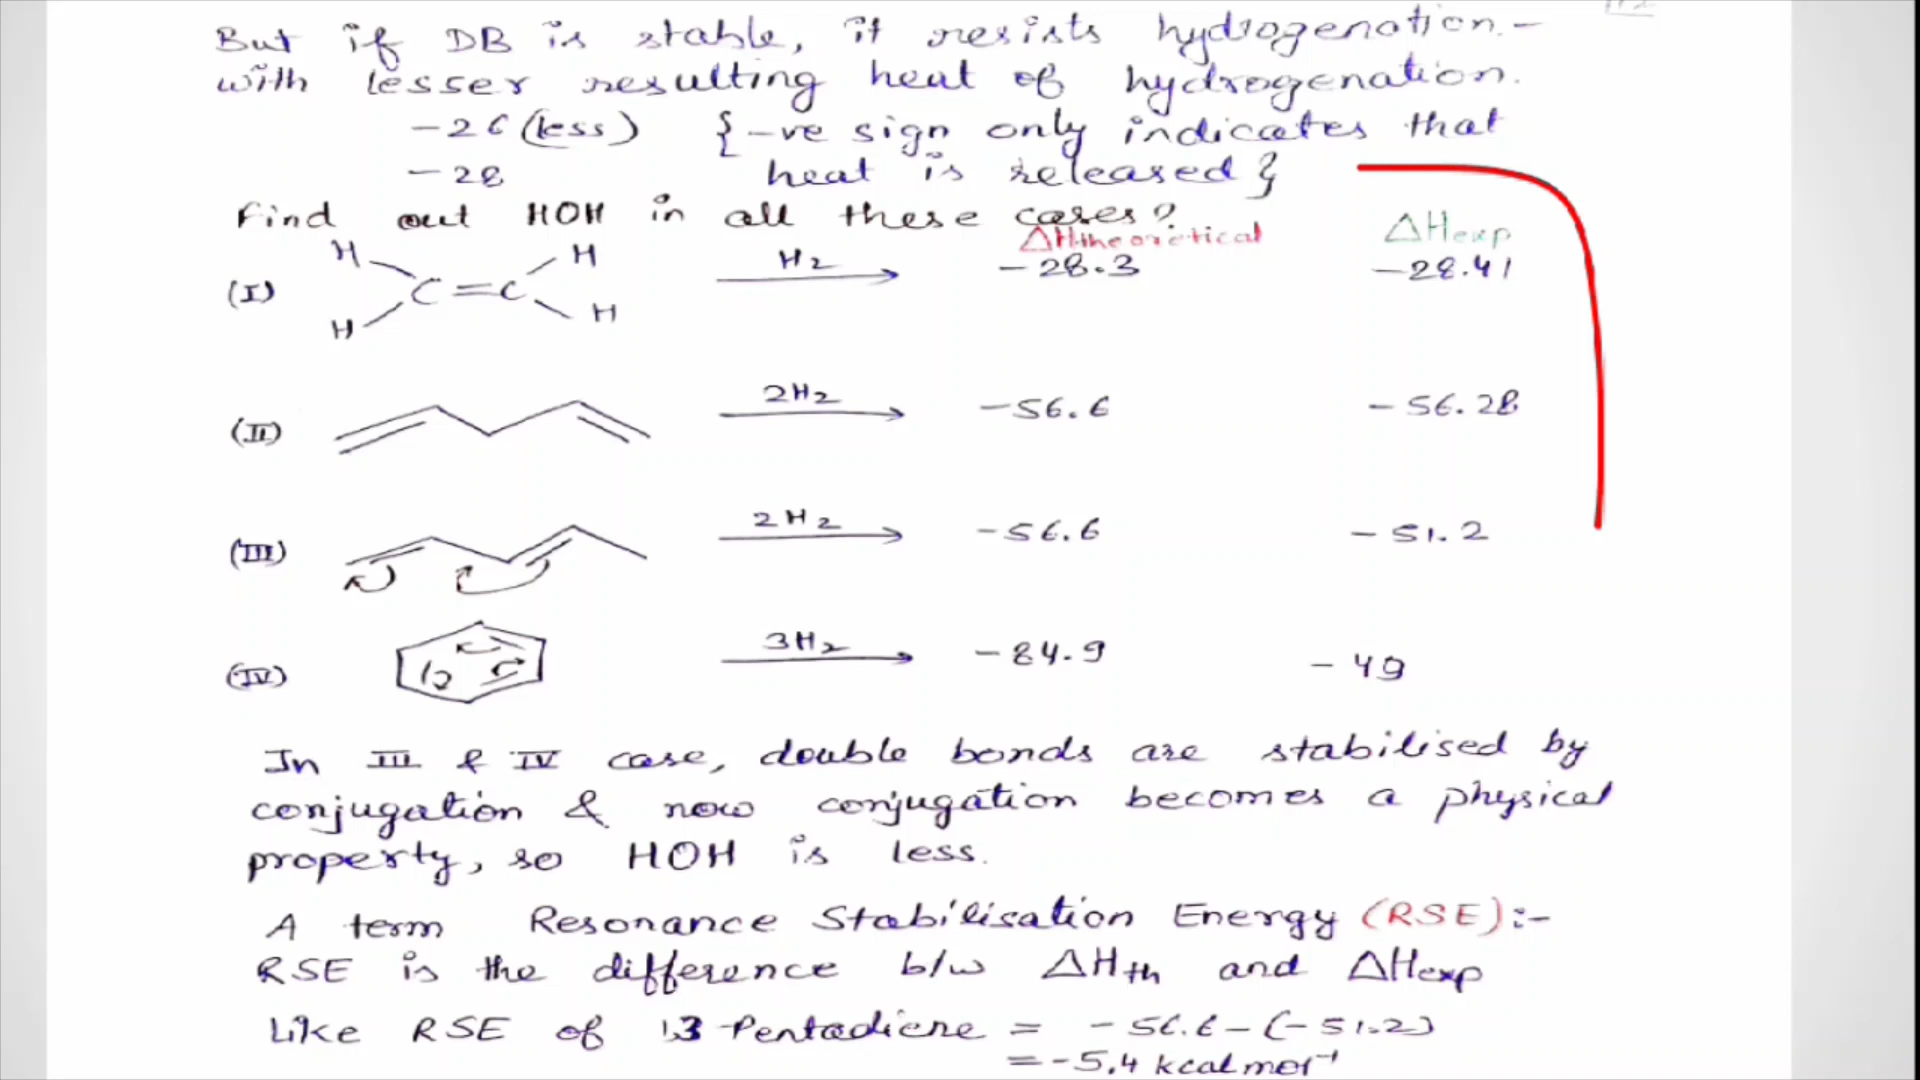 But if DB is stable, it resists hydrogenation.-
with lesser resulting heat of hydrogenation.
-26 (less) {-ve sign only indicates that
-28 heat is released}
Find out HOH in all these cases?
ΔHtheoretical ΔHexp
(I) H H C=C H H H2 -28.3 -28.41
(II) 2H2 -56.6 -56.28
(III) 2H2 -56.6 -51.2
(IV) 3H2 -84.9 -49
In III & IV case, double bonds are stabilised by
conjugation & now conjugation becomes a physical
property, so HOH is less.
A term Resonance Stabilisation Energy (RSE):-
RSE is the difference b/w ΔHth and ΔHexp
Like RSE of 1,3-Pentadiene = -56.6-(-51.2)
= -5.4 kcal mol⁻¹